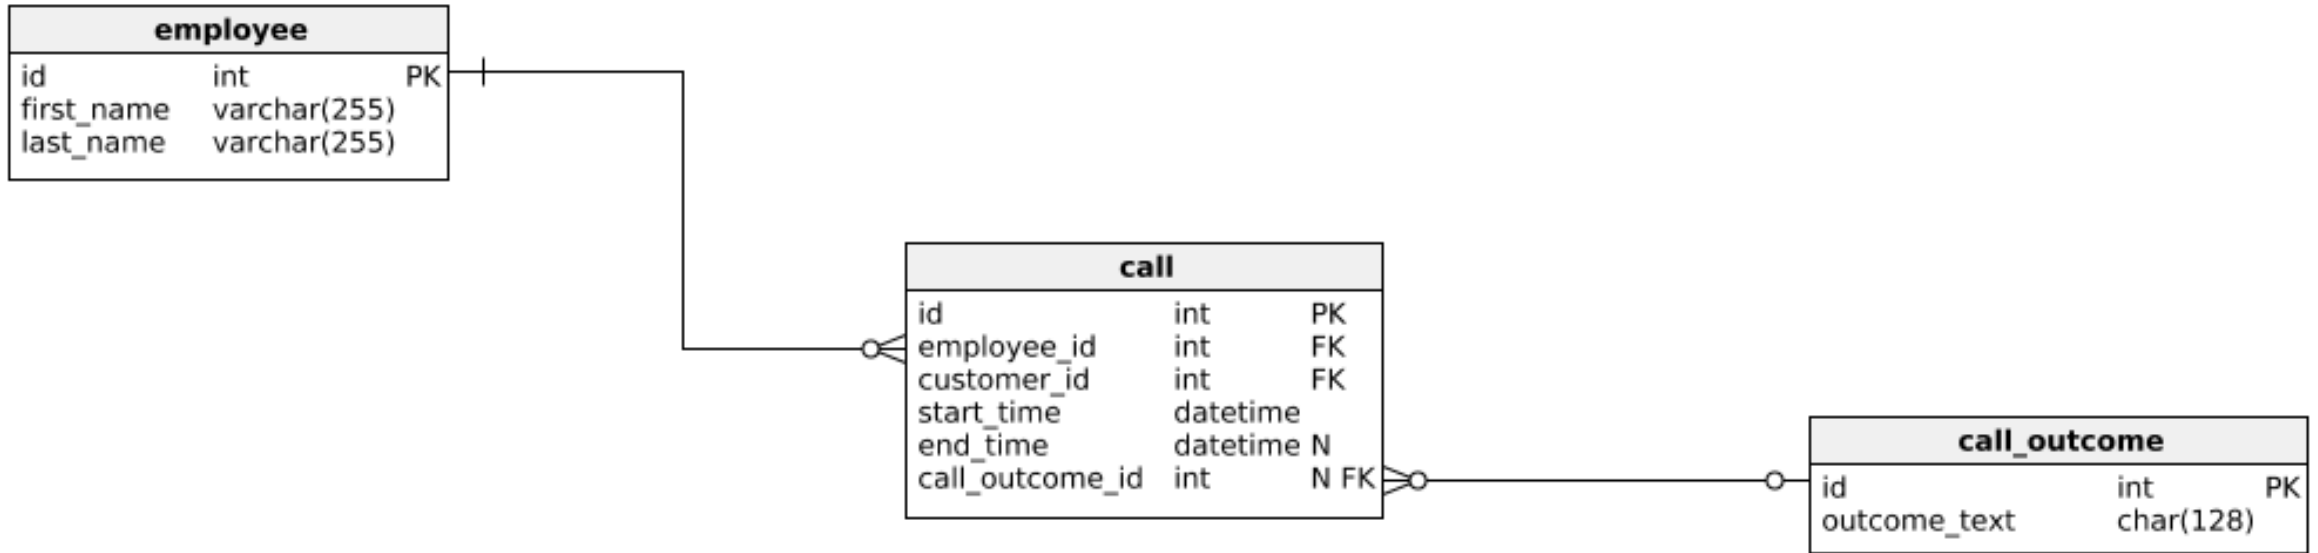 employee
id int PK
first_name varchar(255)
last_name varchar(255)
call
id int PK
employee_id int FK
customer_id int FK
start_time datetime
end_time datetime N
call_outcome_id int N FK
call_outcome
id int PK
outcome_text char(128)